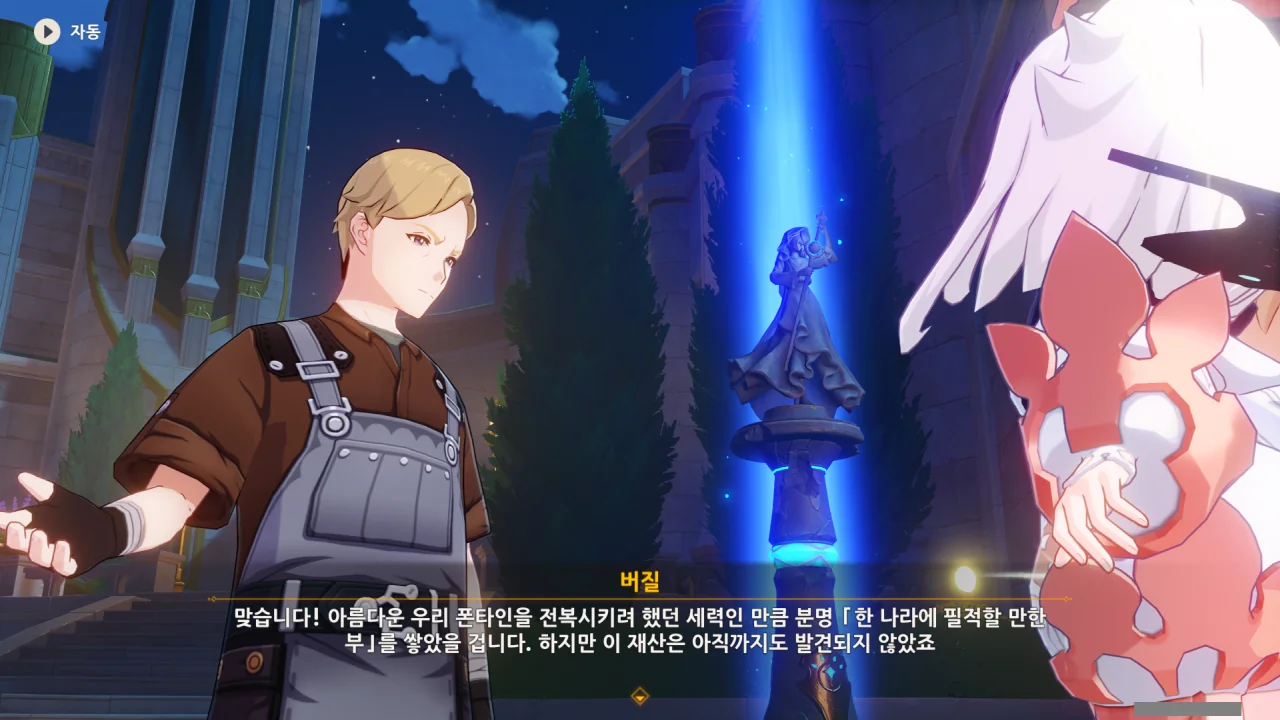 자동
버질
맞습니다! 아름다운 우리 폰타인을 전복시키려 했던 세력인 만큼 분명 「한 나라에 필적할 만한
부」를 쌓았을 겁니다. 하지만 이 재산은 아직까지도 발견되지 않았죠